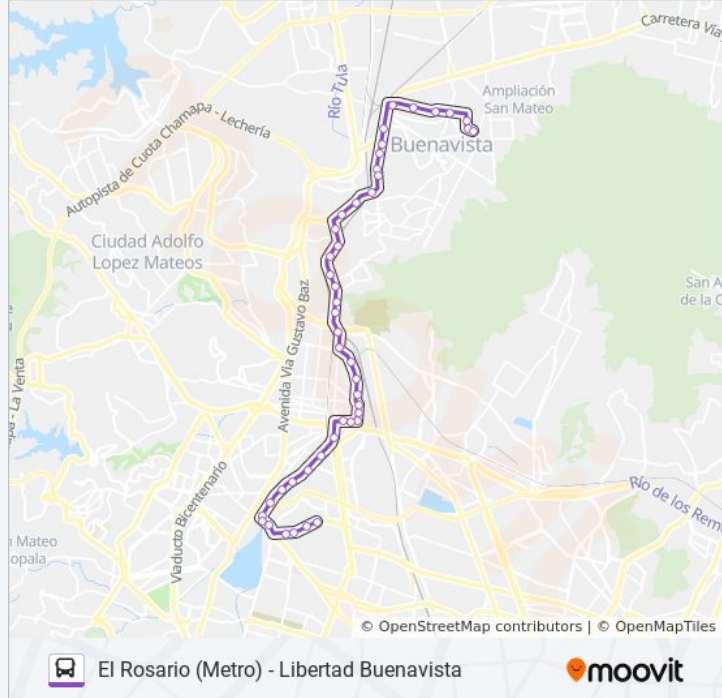 Carretera Vía
Ampliación
San Mateo
Río Tula
Autopista de Cuota Chamapa - Lechería
Buenavista
Ciudad Adolfo
Lopez Mateos
San A
de la C
Avenida Vía Gustavo Baz
pa - La Venta
Viaducto Bicentenario
Río de los Rem
n Mateo
opala
© OpenStreetMap contributors | © OpenMapTiles
El Rosario (Metro) - Libertad Buenavista
moovit